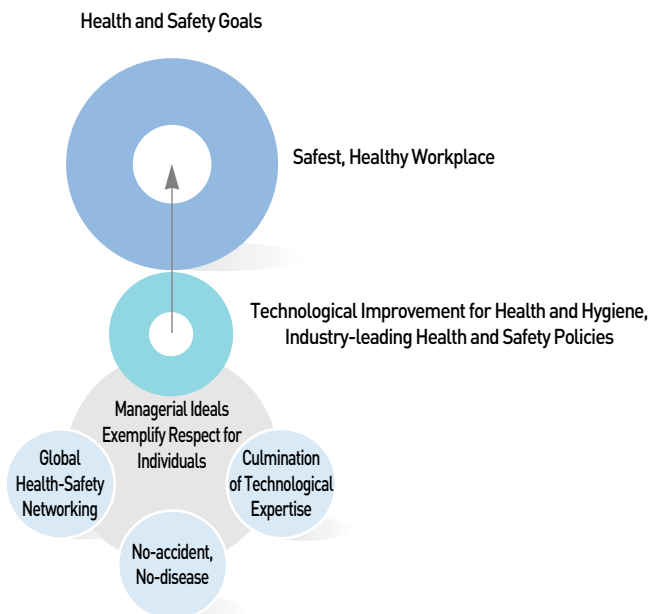 Health and Safety Goals
Safest, Healthy Workplace
Technological Improvement for Health and Hygiene,
Industry-leading Health and Safety Policies
Managerial Ideals
Exemplify Respect for
Individuals
Global
Health-Safety
Networking
Culmination
of Technological
Expertise
No-accident,
No-disease